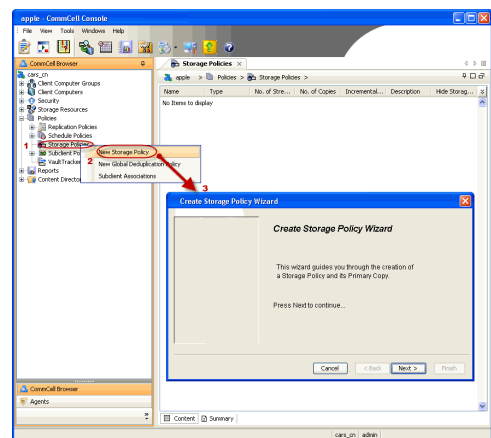 apple - CommCell Console
File View Tools Windows Help
CommCell Browser
Storage Policies
cars_cn
Client Computer Groups
Client Computers
Security
Storage Resources
Policies
Replication Policies
Schedule Policies
1 Storage Policies
Subclient Po
VaultTracker
Reports
Content Director
apple > Policies > Storage Policies >
Name Type No. of Stre... No. of Copies Incremental... Description Hide Storag...
No Items to display
New Storage Policy
2
New Global Deduplication Policy
Subclient Associations
3
Create Storage Policy Wizard
Create Storage Policy Wizard
This wizard guides you through the creation of
a Storage Policy and its Primary Copy.
Press Next to continue...
Cancel < Back Next > Finish
CommCell Browser
Agents
Content Summary
cars_cn admin